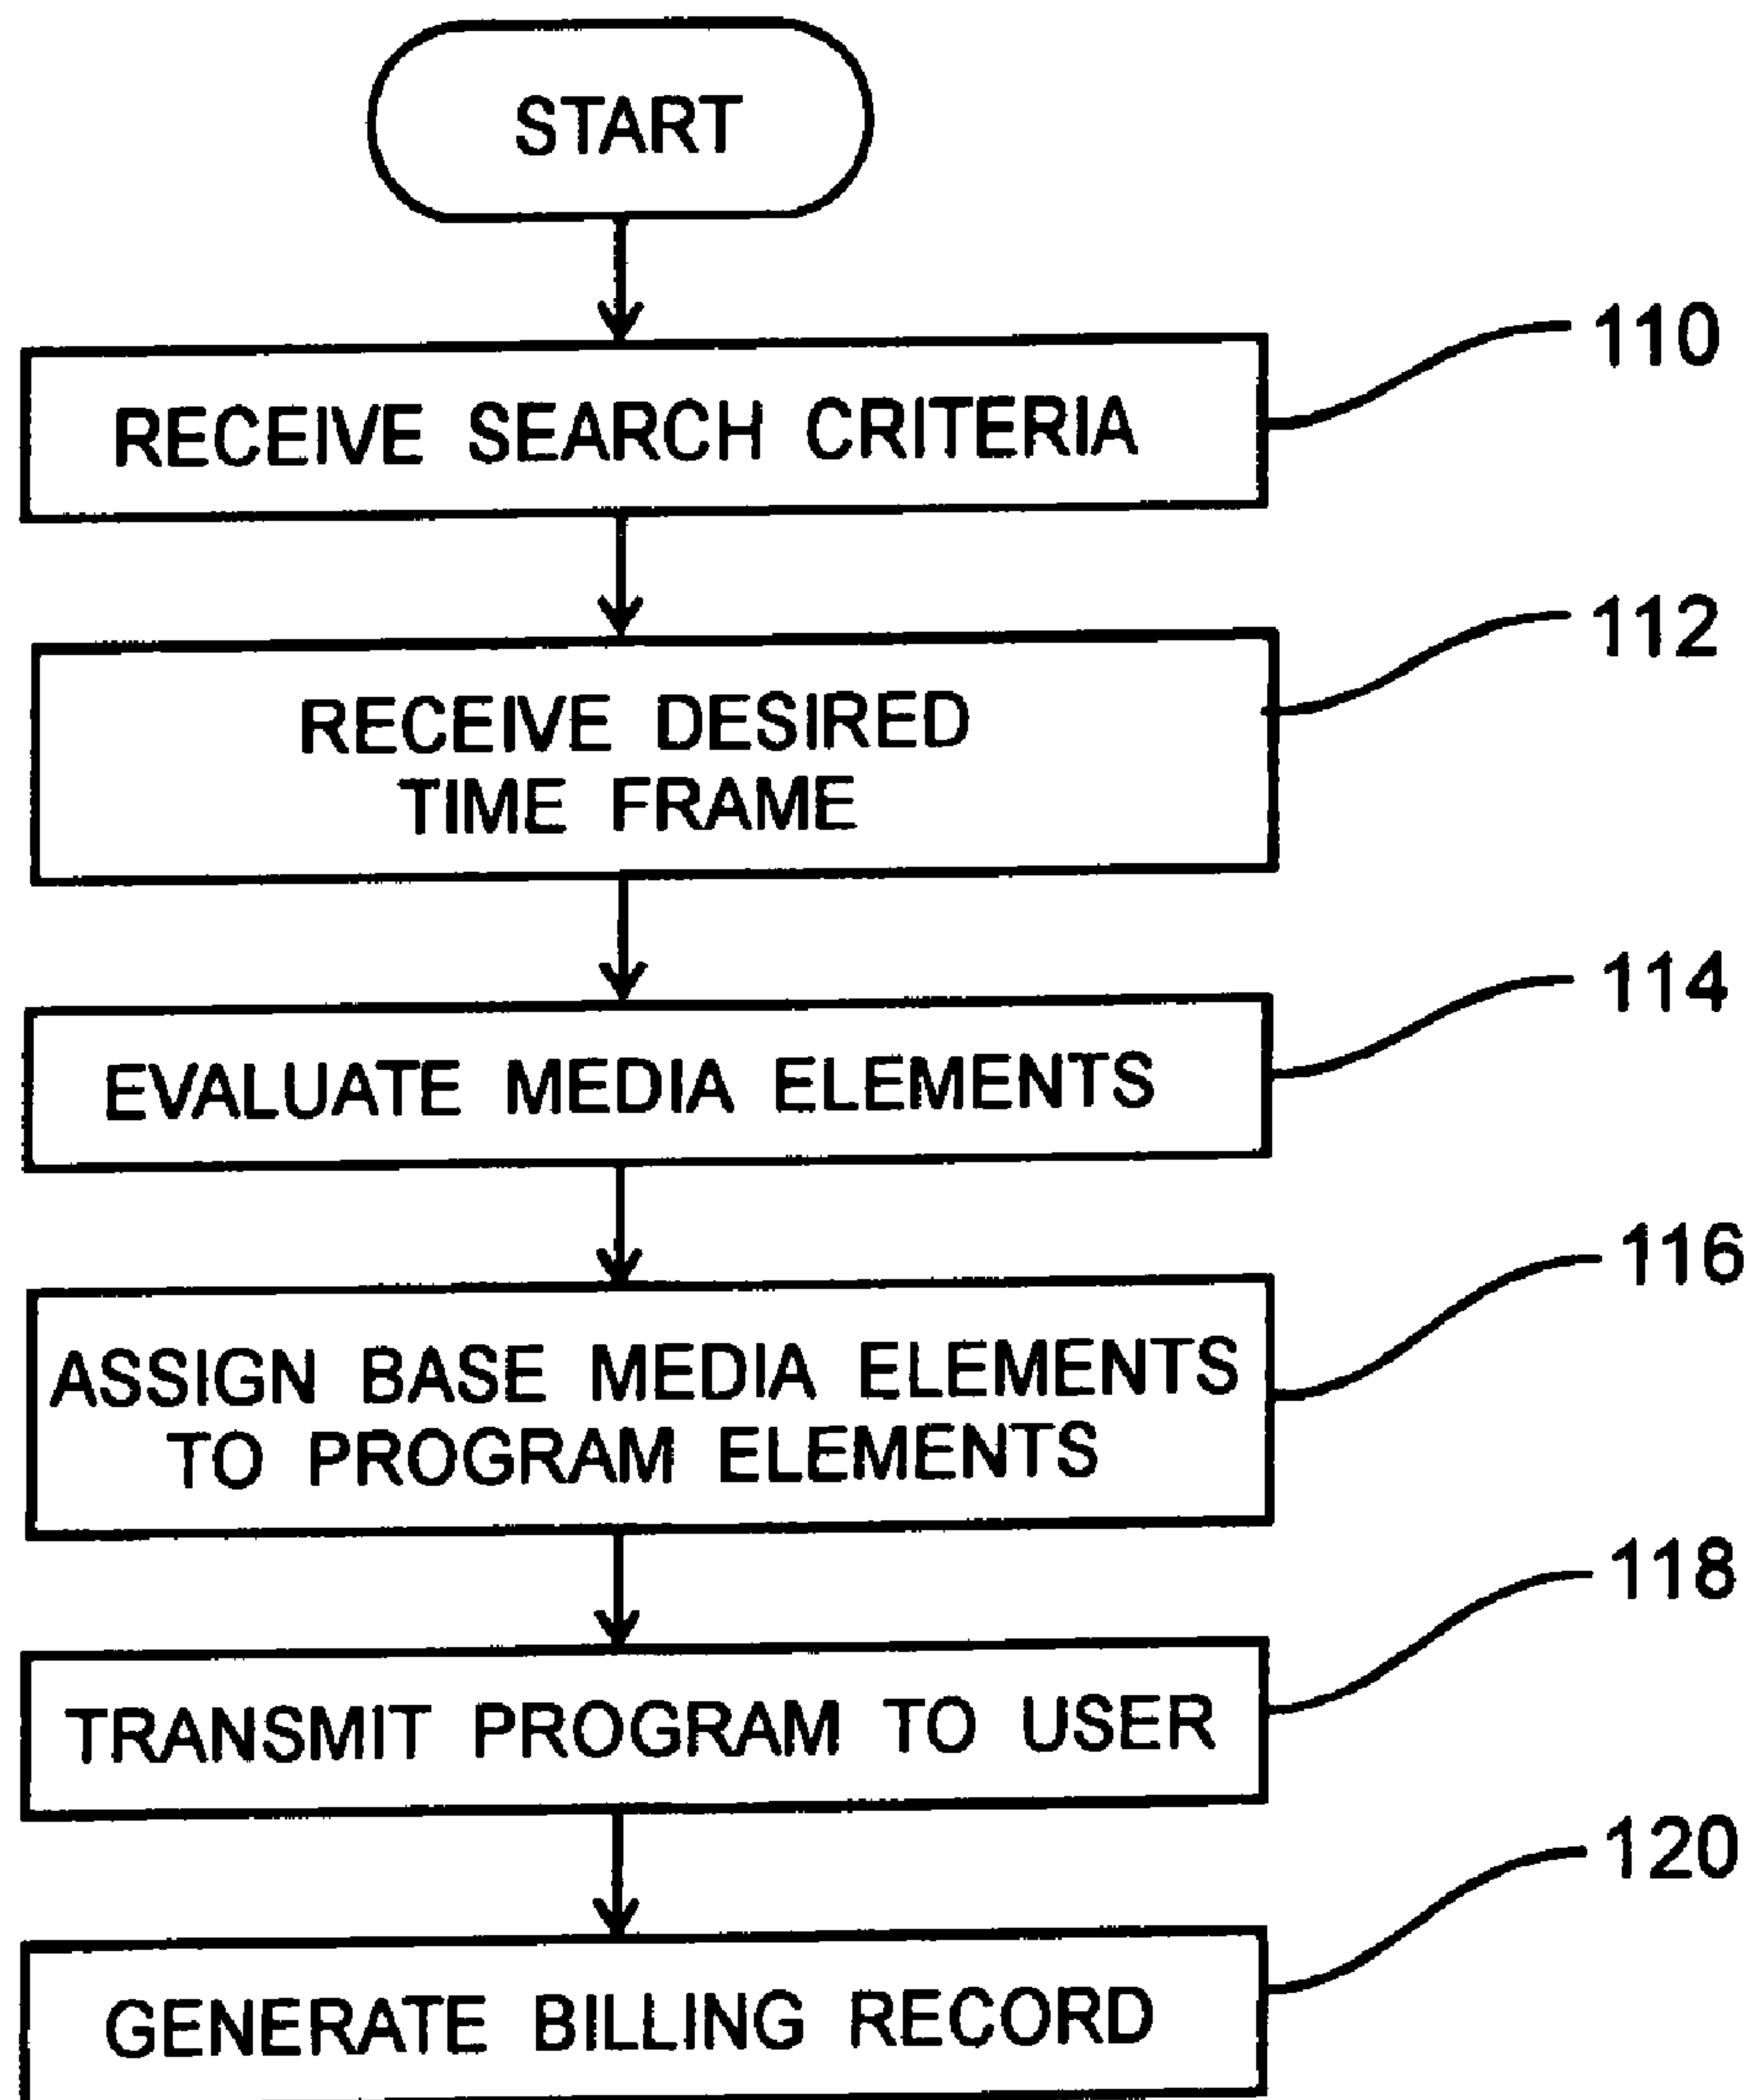 START
RECEIVE SEARCH CRITERIA
110
RECEIVE DESIRED
TIME FRAME
112
EVALUATE MEDIA ELEMENTS
114
ASSIGN BASE MEDIA ELEMENTS
TO PROGRAM ELEMENTS
116
TRANSMIT PROGRAM TO USER
118
GENERATE BILLING RECORD
120